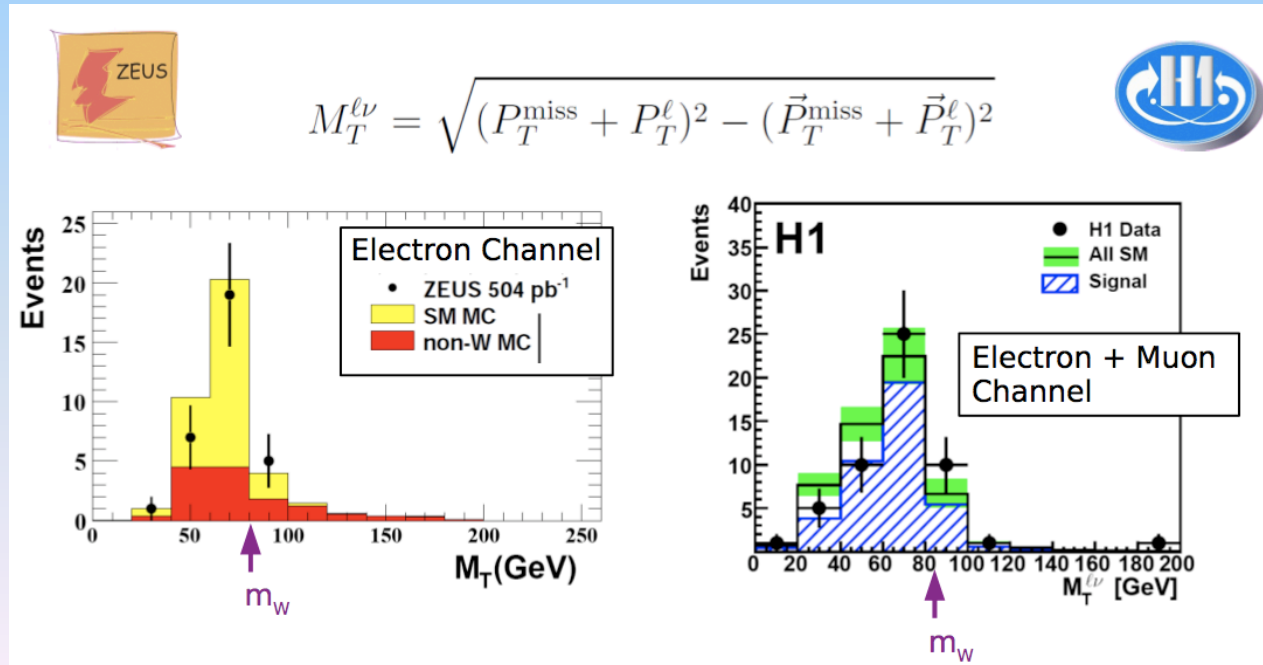 ZEUS
H1
M_T^{ℓν} = √((P_T^{miss} + P_T^ℓ)² − (P⃗_T^{miss} + P⃗_T^ℓ)²)
Events
25
20
15
10
5
0
Electron Channel
ZEUS 504 pb⁻¹
SM MC
non-W MC
0 50 100 150 200 250
M_T(GeV)
m_w
Events
40
35
30
25
20
15
10
5
H1
H1 Data
All SM
Signal
Electron + Muon
Channel
0 20 40 60 80 100 120 140 160 180 200
M_T^{ℓν} [GeV]
m_w